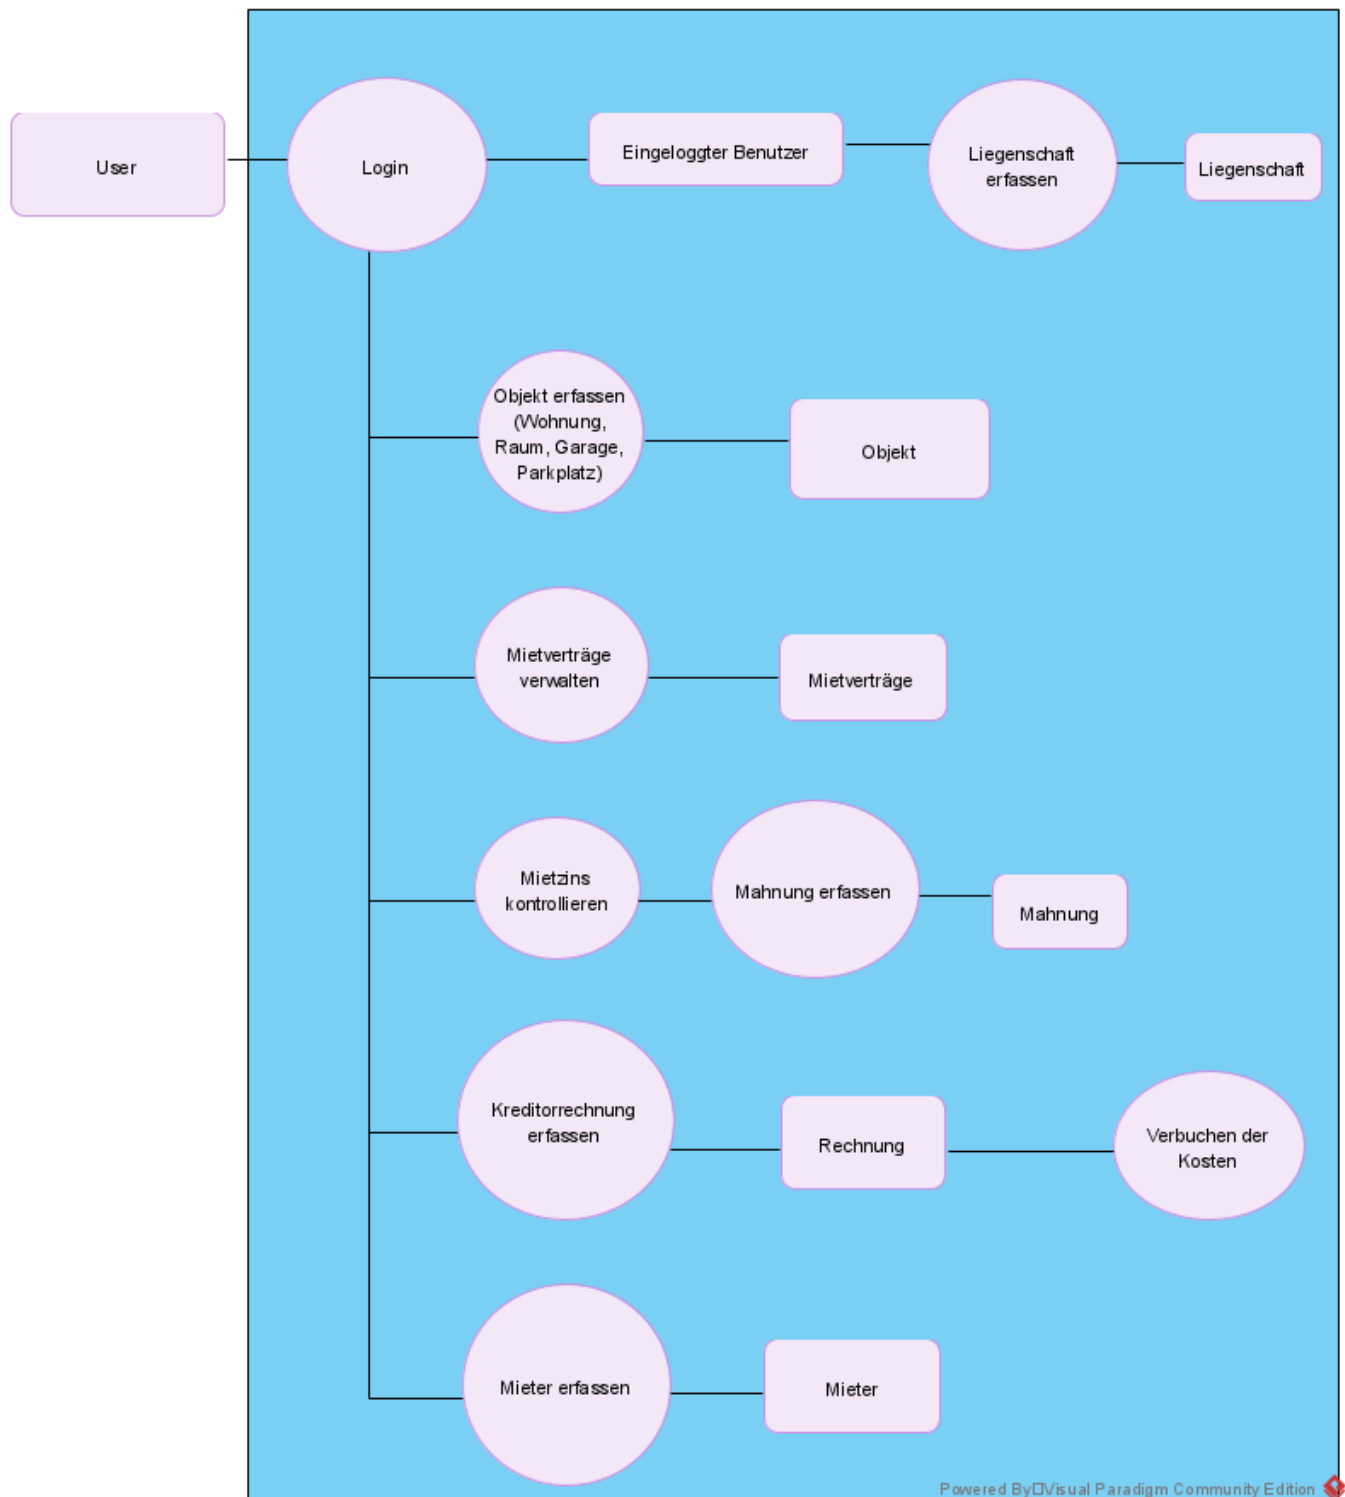 User
Login
Eingeloggter Benutzer
Liegenschaft
erfassen
Liegenschaft
Objekt erfassen
(Wohnung,
Raum, Garage,
Parkplatz)
Objekt
Mietverträge
verwalten
Mietverträge
Mietzins
kontrollieren
Mahnung erfassen
Mahnung
Kreditorrechnung
erfassen
Rechnung
Verbuchen der
Kosten
Mieter erfassen
Mieter
Powered By□Visual Paradigm Community Edition